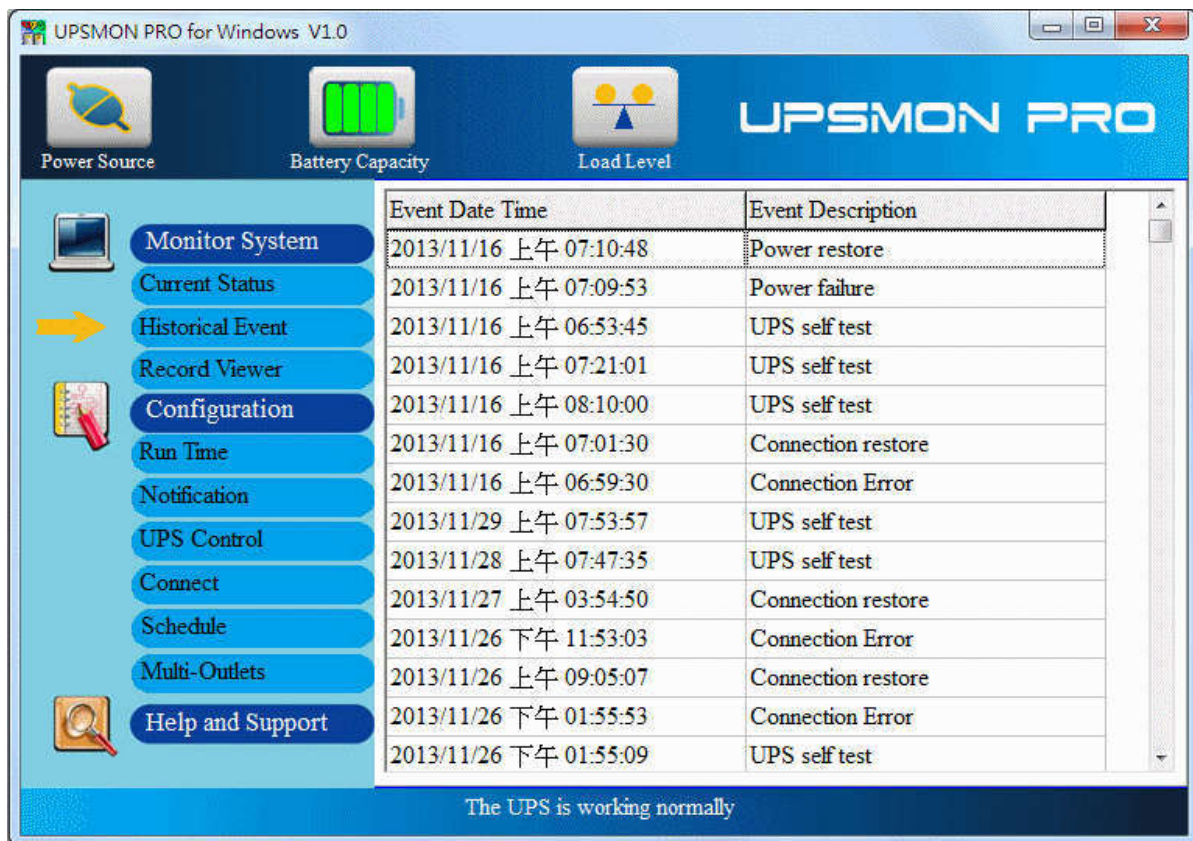 UPSMON PRO for Windows V1.0
Power Source
Battery Capacity
Load Level
UPSMON PRO
Monitor System
Current Status
Historical Event
Record Viewer
Configuration
Run Time
Notification
UPS Control
Connect
Schedule
Multi-Outlets
Help and Support
Event Date Time Event Description
2013/11/16 上午 07:10:48 Power restore
2013/11/16 上午 07:09:53 Power failure
2013/11/16 上午 06:53:45 UPS self test
2013/11/16 上午 07:21:01 UPS self test
2013/11/16 上午 08:10:00 UPS self test
2013/11/16 上午 07:01:30 Connection restore
2013/11/16 上午 06:59:30 Connection Error
2013/11/29 上午 07:53:57 UPS self test
2013/11/28 上午 07:47:35 UPS self test
2013/11/27 上午 03:54:50 Connection restore
2013/11/26 下午 11:53:03 Connection Error
2013/11/26 上午 09:05:07 Connection restore
2013/11/26 下午 01:55:53 Connection Error
2013/11/26 下午 01:55:09 UPS self test
The UPS is working normally